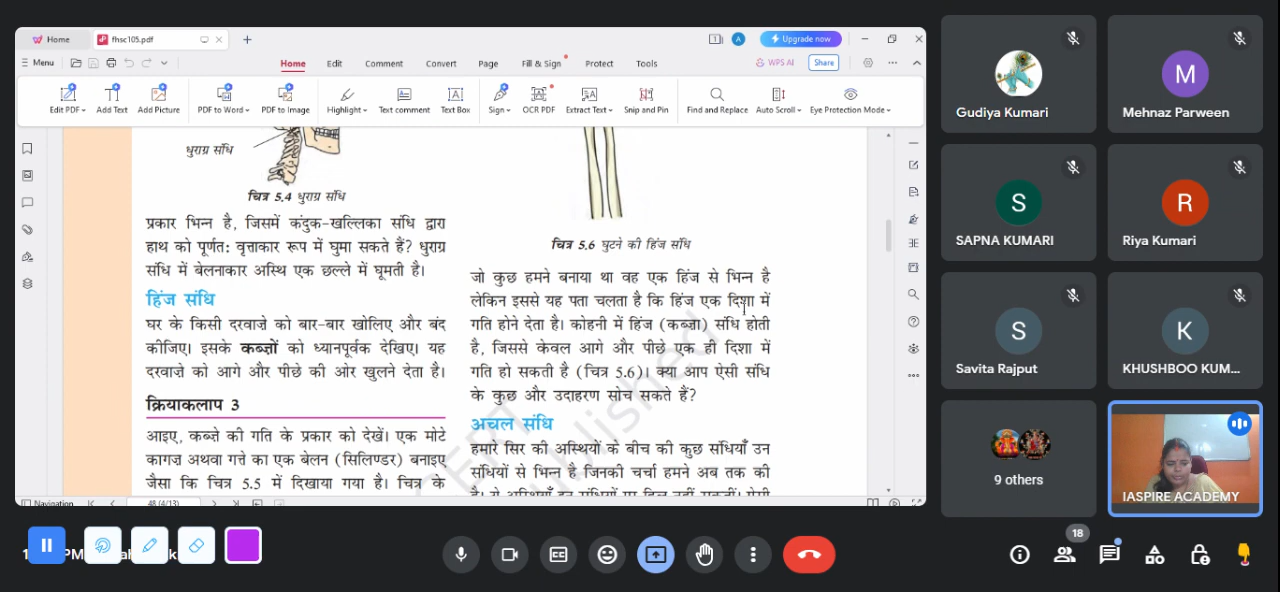 Home
fhsc105.pdf
Upgrade now
Menu
Home
Edit
Comment
Convert
Page
Fill & Sign
Protect
Tools
WPS AI
Share
Edit PDF
Add Text
Add Picture
PDF to Word
PDF to Image
Highlight
Text comment
Text Box
Sign
OCR PDF
Extract Text
Snip and Pin
Find and Replace
Auto Scroll
Eye Protection Mode
धुराग्र संधि
चित्र 5.4 धुराग्र संधि
प्रकार भिन्न है, जिसमें कंदुक-खल्लिका संधि द्वारा
हाथ को पूर्णतः वृत्ताकार रूप में घुमा सकते हैं? धुराग्र
संधि में बेलनाकार अस्थि एक छल्ले में घूमती है।
हिंज संधि
घर के किसी दरवाज़े को बार-बार खोलिए और बंद
कीजिए। इसके कब्ज़ों को ध्यानपूर्वक देखिए। यह
दरवाज़े को आगे और पीछे की ओर खुलने देता है।
क्रियाकलाप 3
आइए, कब्ज़े की गति के प्रकार को देखें। एक मोटे
कागज़ अथवा गत्ते का एक बेलन (सिलिण्डर) बनाइए
जैसा कि चित्र 5.5 में दिखाया गया है। चित्र के
चित्र 5.6 घुटने की हिंज संधि
जो कुछ हमने बनाया था वह एक हिंज से भिन्न है
लेकिन इससे यह पता चलता है कि हिंज एक दिशा में
गति होने देता है। कोहनी में हिंज (कब्ज़ा) संधि होती
है, जिससे केवल आगे और पीछे एक ही दिशा में
गति हो सकती है (चित्र 5.6)। क्या आप ऐसी संधि
के कुछ और उदाहरण सोच सकते हैं?
अचल संधि
हमारे सिर की अस्थियों के बीच की कुछ संधियाँ उन
संधियों से भिन्न है जिनकी चर्चा हमने अब तक की
Navigation
48 (4/13)
Gudiya Kumari
M
Mehnaz Parween
S
SAPNA KUMARI
R
Riya Kumari
S
Savita Rajput
K
KHUSHBOO KUM...
9 others
IASPIRE ACADEMY
18